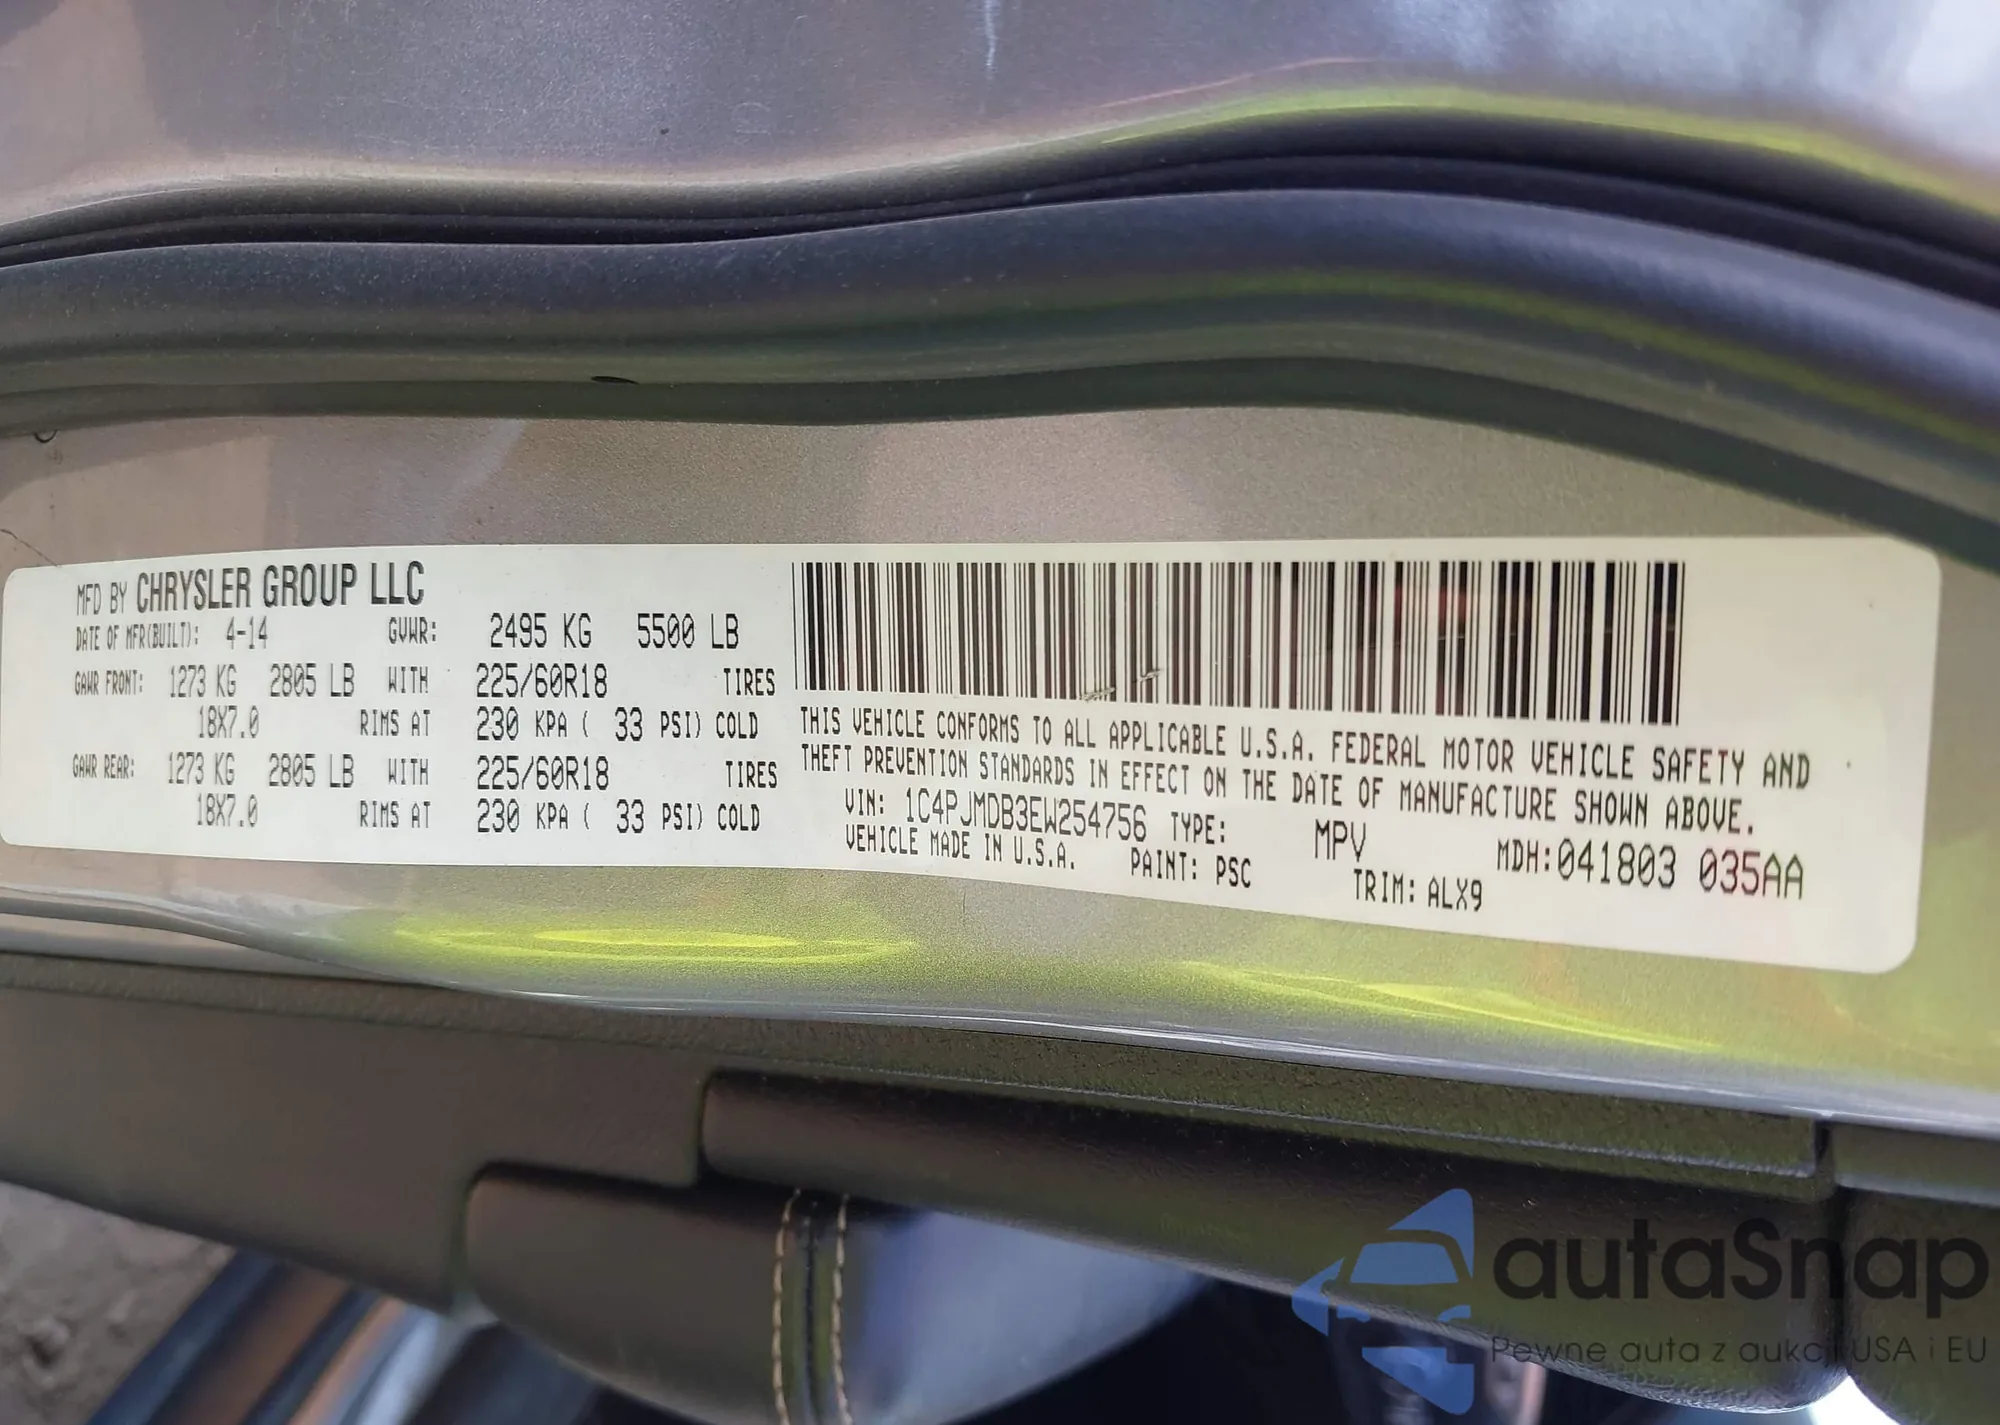 MFD BY CHRYSLER GROUP LLC
DATE OF MFR(BUILT): 4-14 GVWR: 2495 KG 5500 LB
GAWR FRONT: 1273 KG 2805 LB WITH 225/60R18 TIRES
18X7.0 RIMS AT 230 KPA ( 33 PSI) COLD
GAWR REAR: 1273 KG 2805 LB WITH 225/60R18 TIRES
18X7.0 RIMS AT 230 KPA ( 33 PSI) COLD
THIS VEHICLE CONFORMS TO ALL APPLICABLE U.S.A. FEDERAL MOTOR VEHICLE SAFETY AND
THEFT PREVENTION STANDARDS IN EFFECT ON THE DATE OF MANUFACTURE SHOWN ABOVE.
VIN: 1C4PJMDB3EW254756 TYPE: MPV MDH:041803 035AA
VEHICLE MADE IN U.S.A. PAINT: PSC TRIM: ALX9
autaSnap
Pewne auta z aukcji USA i EU